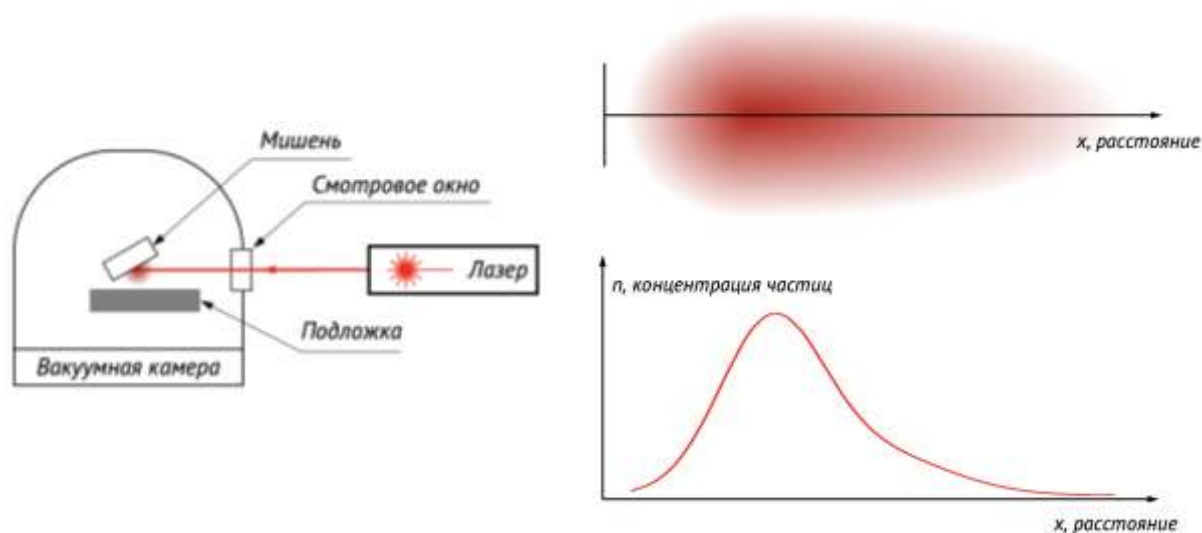 Мишень
Смотровое окно
Лазер
Подложка
Вакуумная камера
x, расстояние
n, концентрация частиц
x, расстояние